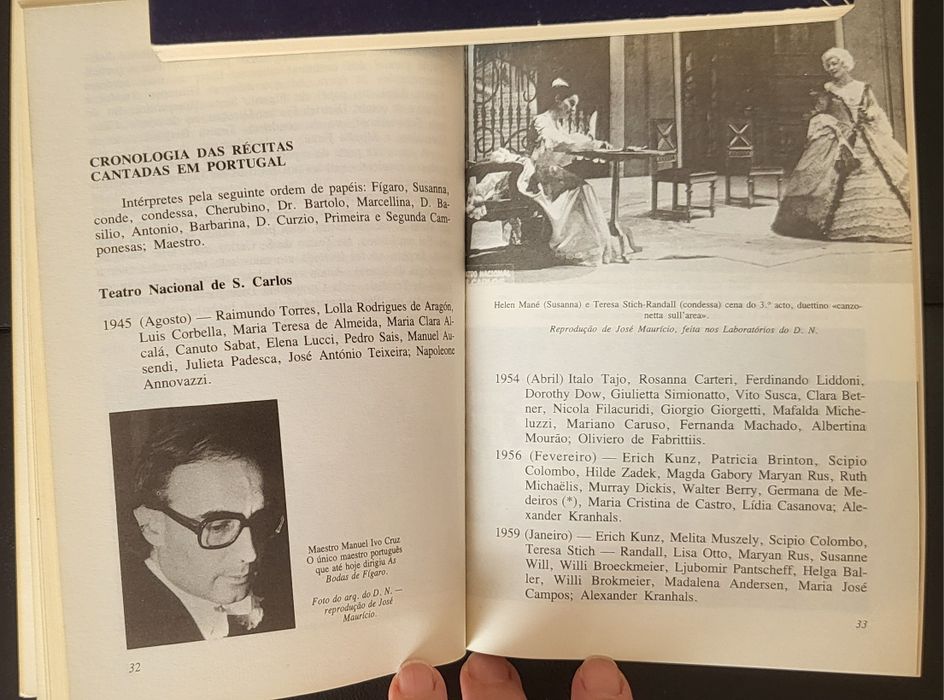 CRONOLOGIA DAS RÉCITAS
CANTADAS EM PORTUGAL
Intérpretes pela seguinte ordem de papéis: Fígaro, Susanna,
conde, condessa, Cherubino, Dr. Bartolo, Marcellina, D. Ba-
silio, Antonio, Barbarina, D. Curzio, Primeira e Segunda Cam-
ponesas; Maestro.
Teatro Nacional de S. Carlos
1945 (Agosto) — Raimundo Torres, Lolla Rodrigues de Aragón,
Luis Corbella, Maria Teresa de Almeida, Maria Clara Al-
calá, Canuto Sabat, Elena Lucci, Pedro Sais, Manuel Au-
sendi, Julieta Padesca, José António Teixeira; Napoleone
Annovazzi.
Maestro Manuel Ivo Cruz
O único maestro português
que até hoje dirigiu As
Bodas de Fígaro.
Foto do arq. do D. N. —
reprodução de José
Maurício.
32
NACIONAL
Helen Mané (Susanna) e Teresa Stich-Randall (condessa) cena do 3.º acto, duettino «canzo-
netta sull'area».
Reprodução de José Maurício, feita nos Laboratórios do D. N.
1954 (Abril) Italo Tajo, Rosanna Carteri, Ferdinando Liddoni,
Dorothy Dow, Giulietta Simionatto, Vito Susca, Clara Bet-
ner, Nicola Filacuridi, Giorgio Giorgetti, Mafalda Miche-
luzzi, Mariano Caruso, Fernanda Machado, Albertina
Mourão; Oliviero de Fabrittiis.
1956 (Fevereiro) — Erich Kunz, Patricia Brinton, Scipio
Colombo, Hilde Zadek, Magda Gabory Maryan Rus, Ruth
Michaëlis, Murray Dickis, Walter Berry, Germana de Me-
deiros (*), Maria Cristina de Castro, Lídia Casanova; Ale-
xander Kranhals.
1959 (Janeiro) — Erich Kunz, Melita Muszely, Scipio Colombo,
Teresa Stich — Randall, Lisa Otto, Maryan Rus, Susanne
Will, Willi Broeckmeier, Ljubomir Pantscheff, Helga Bal-
ler, Willi Brokmeier, Madalena Andersen, Maria José
Campos; Alexander Kranhals.
33